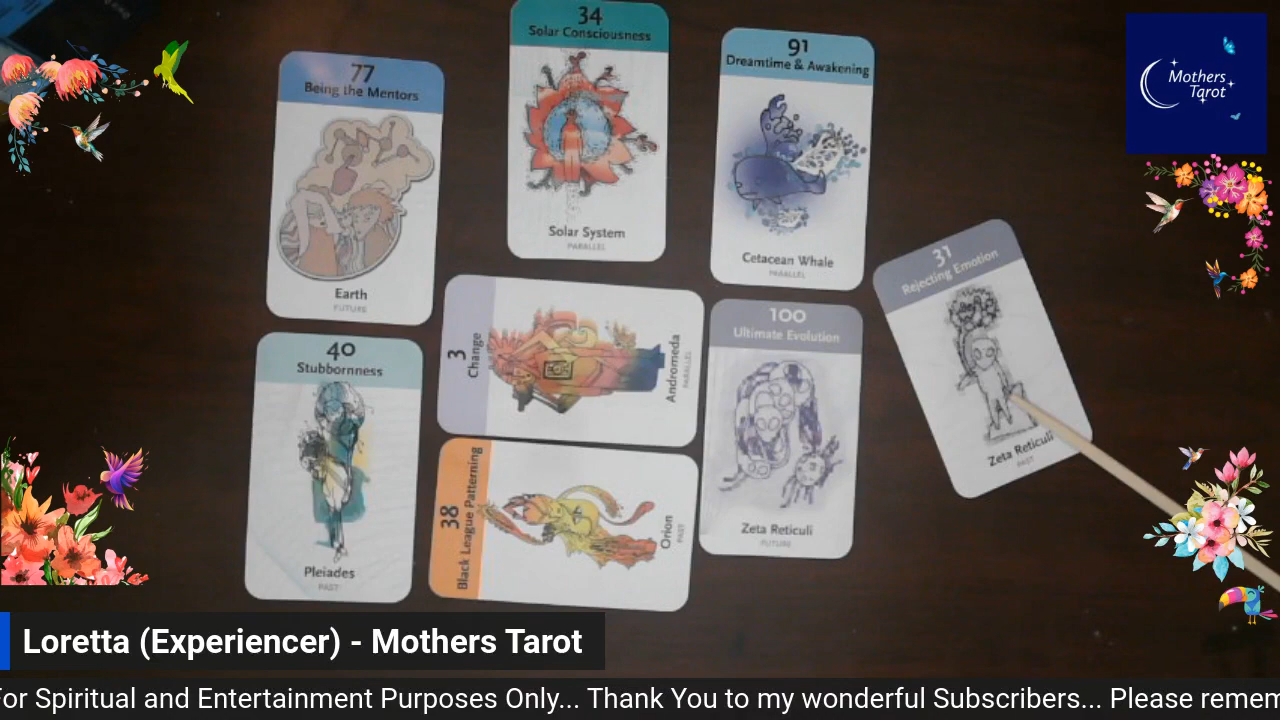 34
Solar Consciousness
Solar System
PARALLEL
91
Dreamtime & Awakening
Cetacean Whale
PARALLEL
77
Being the Mentors
Earth
FUTURE
Mothers
Tarot
31
Rejecting Emotion
Zeta Reticuli
PAST
3
Change
Andromeda
PARALLEL
100
Ultimate Evolution
Zeta Reticuli
FUTURE
40
Stubbornness
Pleiades
PAST
38
Black League Patterning
Orion
PAST
Loretta (Experiencer) - Mothers Tarot
For Spiritual and Entertainment Purposes Only... Thank You to my wonderful Subscribers... Please remem